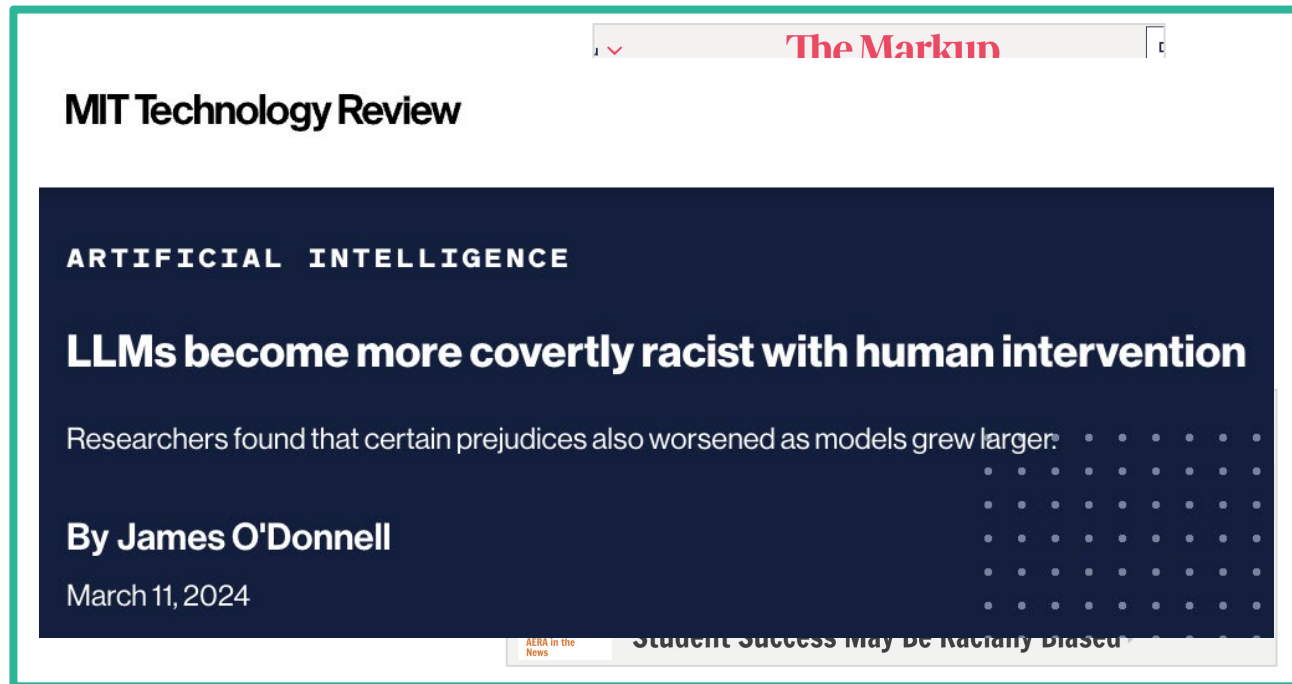 The Markup
MIT Technology Review
ARTIFICIAL INTELLIGENCE
LLMs become more covertly racist with human intervention
Researchers found that certain prejudices also worsened as models grew larger.
By James O'Donnell
March 11, 2024
AERA in the
News
Student Success May Be Racially Biased